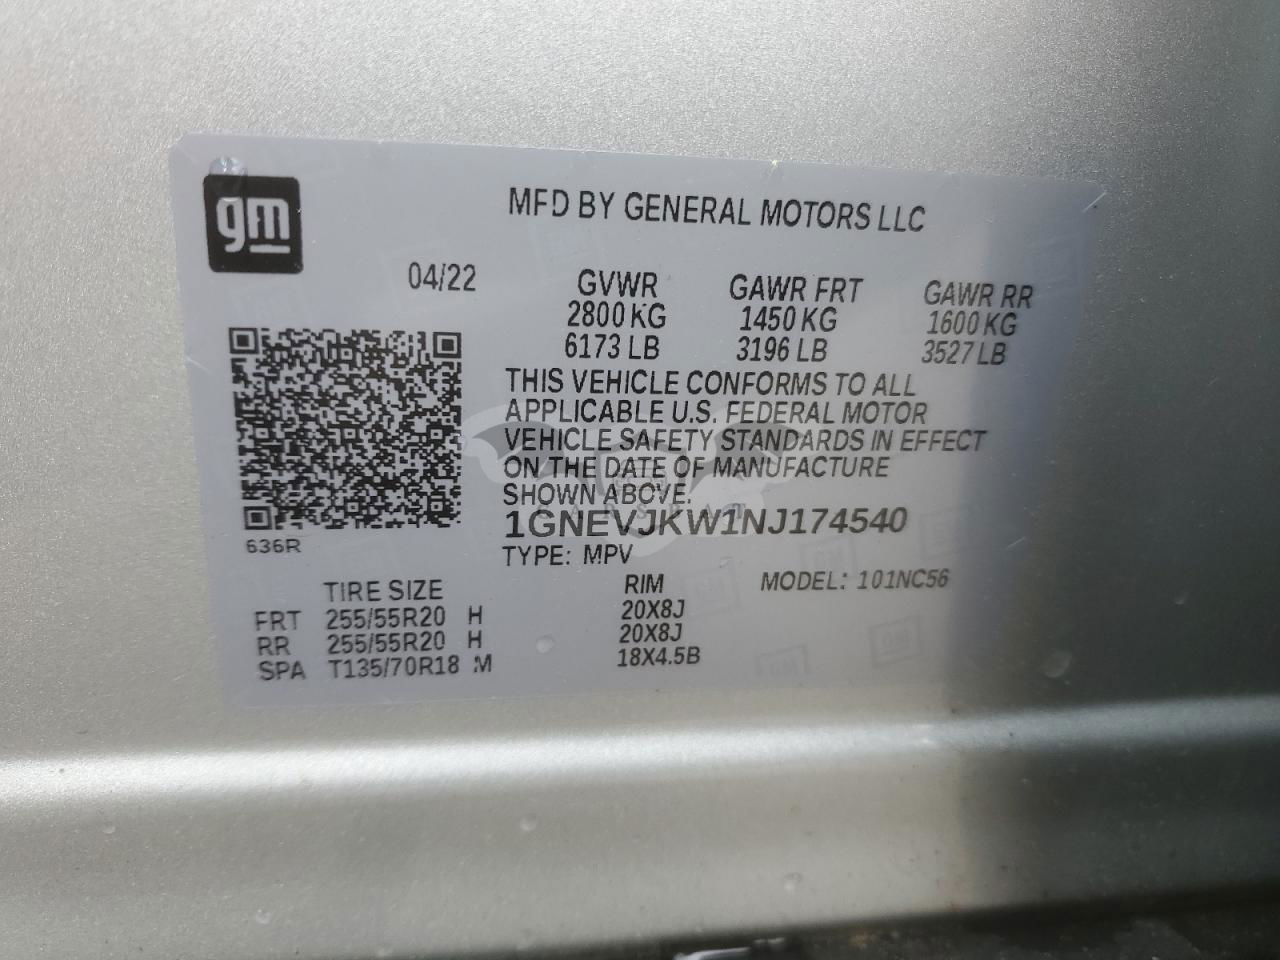 gm
MFD BY GENERAL MOTORS LLC
04/22 GVWR GAWR FRT GAWR RR
2800 KG 1450 KG 1600 KG
6173 LB 3196 LB 3527 LB
THIS VEHICLE CONFORMS TO ALL
APPLICABLE U.S. FEDERAL MOTOR
VEHICLE SAFETY STANDARDS IN EFFECT
ON THE DATE OF MANUFACTURE
SHOWN ABOVE.
1GNEVJKW1NJ174540
636R
TYPE: MPV
TIRE SIZE RIM MODEL: 101NC56
FRT 255/55R20 H 20X8J
RR 255/55R20 H 20X8J
SPA T135/70R18 M 18X4.5B